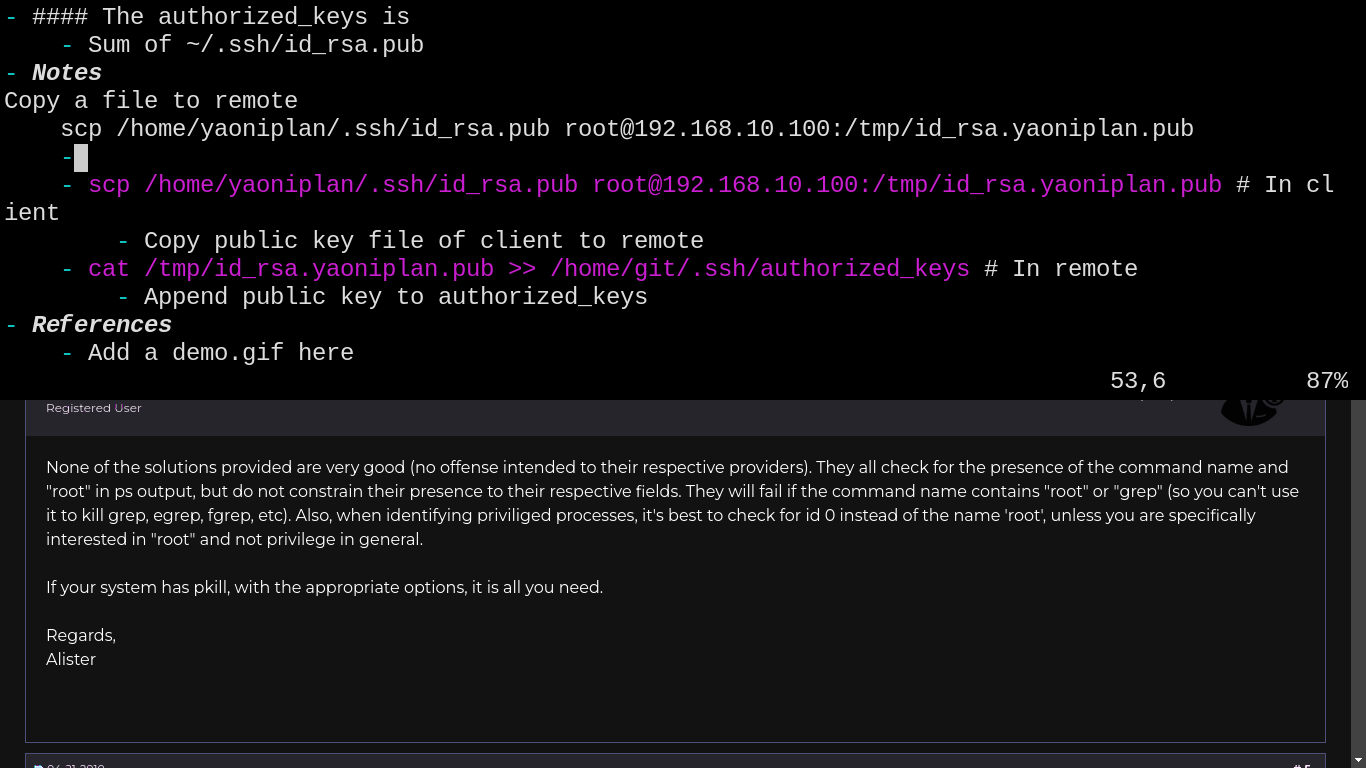 - #### The authorized_keys is
- Sum of ~/.ssh/id_rsa.pub
- Notes
Copy a file to remote
scp /home/yaoniplan/.ssh/id_rsa.pub root@192.168.10.100:/tmp/id_rsa.yaoniplan.pub
-
- scp /home/yaoniplan/.ssh/id_rsa.pub root@192.168.10.100:/tmp/id_rsa.yaoniplan.pub # In cl
ient
- Copy public key file of client to remote
- cat /tmp/id_rsa.yaoniplan.pub >> /home/git/.ssh/authorized_keys # In remote
- Append public key to authorized_keys
- References
- Add a demo.gif here
53,6 87%
Registered User
None of the solutions provided are very good (no offense intended to their respective providers). They all check for the presence of the command name and
"root" in ps output, but do not constrain their presence to their respective fields. They will fail if the command name contains "root" or "grep" (so you can't use
it to kill grep, egrep, fgrep, etc). Also, when identifying priviliged processes, it's best to check for id 0 instead of the name 'root', unless you are specifically
interested in "root" and not privilege in general.
If your system has pkill, with the appropriate options, it is all you need.
Regards,
Alister